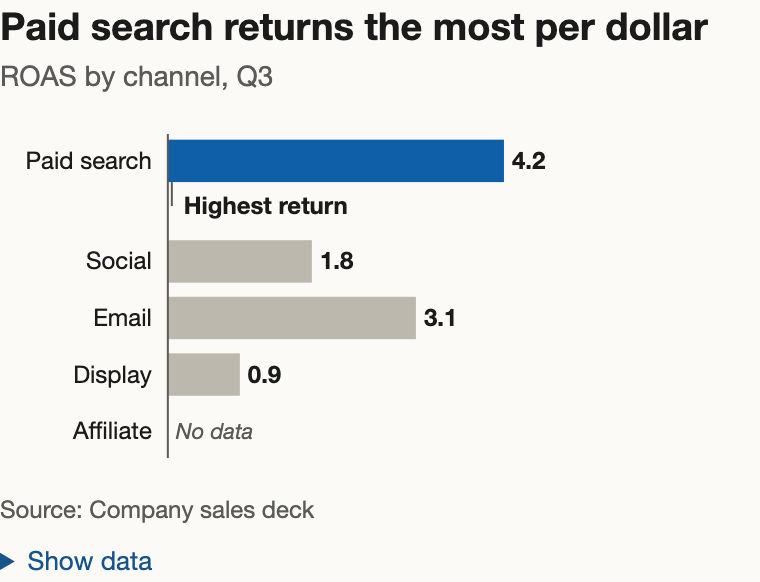 Paid search returns the most per dollar
ROAS by channel, Q3
Paid search 4.2
Highest return
Social 1.8
Email 3.1
Display 0.9
Affiliate No data
Source: Company sales deck
Show data